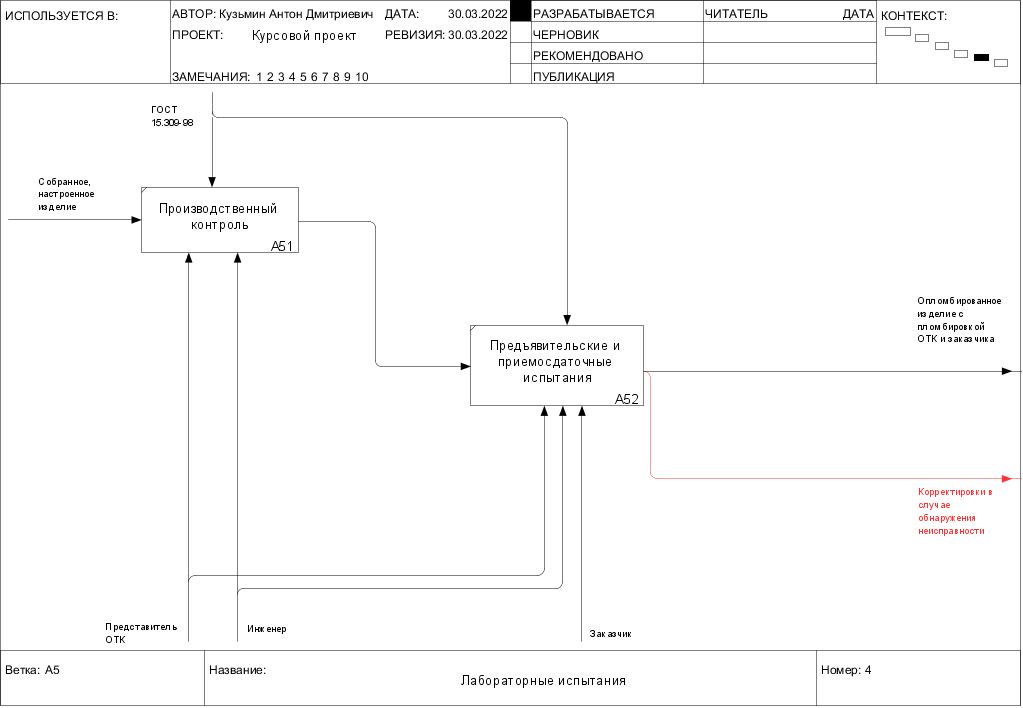 ИСПОЛЬЗУЕТСЯ В:
АВТОР: Кузьмин Антон Дмитриевич ДАТА: 30.03.2022
ПРОЕКТ: Курсовой проект РЕВИЗИЯ: 30.03.2022
ЗАМЕЧАНИЯ: 1 2 3 4 5 6 7 8 9 10
РАЗРАБАТЫВАЕТСЯ
ЧЕРНОВИК
РЕКОМЕНДОВАНО
ПУБЛИКАЦИЯ
ЧИТАТЕЛЬ ДАТА
КОНТЕКСТ:
ГОСТ
15.309-98
Собранное,
настроенное
изделие
Производственный
контроль
А51
Опломбированное
изделие с
пломбировкой
ОТК и заказчика
Предъявительские и
приемосдаточные
испытания
А52
Корректировки в
случае
обнаружения
неисправности
Представитель
ОТК
Инженер
Заказчик
Ветка: А5
Название:
Лабораторные испытания
Номер: 4